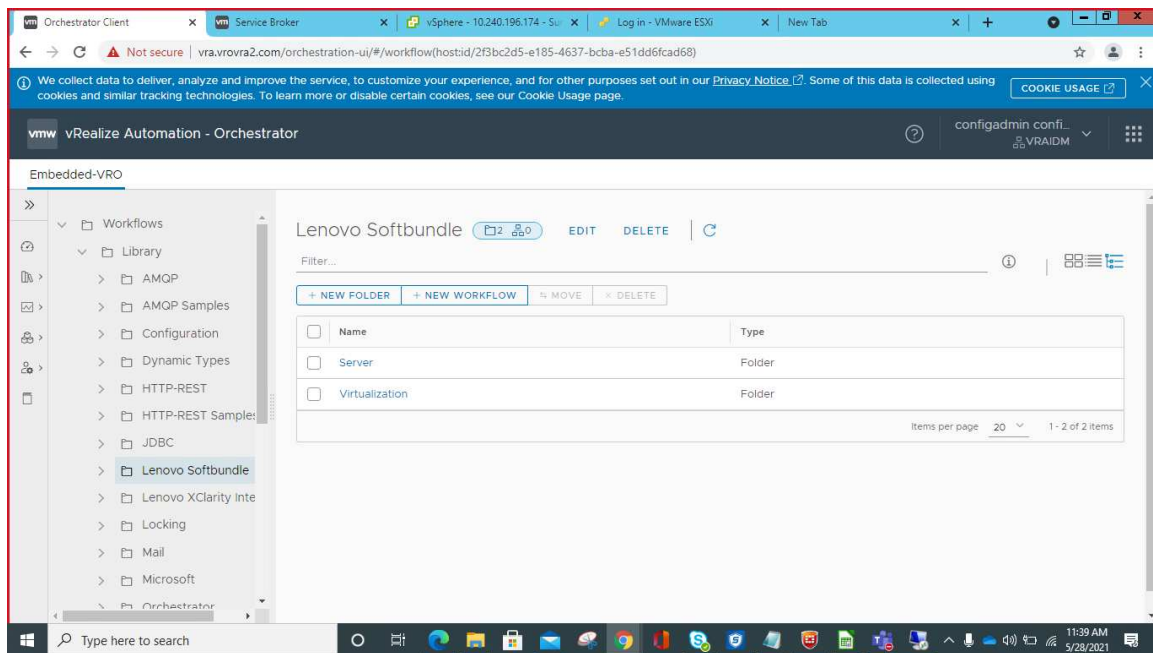 vm Orchestrator Client
vm Service Broker
vSphere - 10.240.196.174 - Su
Log in - VMware ESXi
New Tab
Not secure | vra.vrovra2.com/orchestration-ui/#/workflow(host:id/2f3bc2d5-e185-4637-bcba-e51dd6fcad68)
We collect data to deliver, analyze and improve the service, to customize your experience, and for other purposes set out in our Privacy Notice. Some of this data is collected using
cookies and similar tracking technologies. To learn more or disable certain cookies, see our Cookie Usage page.
COOKIE USAGE
vmw vRealize Automation - Orchestrator
configadmin confi...
VRAIDM
Embedded-VRO
Workflows
Library
AMQP
AMQP Samples
Configuration
Dynamic Types
HTTP-REST
HTTP-REST Samples
JDBC
Lenovo Softbundle
Lenovo XClarity Inte
Locking
Mail
Microsoft
Orchestrator
Lenovo Softbundle 2 0 EDIT DELETE
Filter...
+ NEW FOLDER + NEW WORKFLOW MOVE × DELETE
Name Type
Server Folder
Virtualization Folder
Items per page 20 1 - 2 of 2 items
Type here to search
11:39 AM
5/28/2021